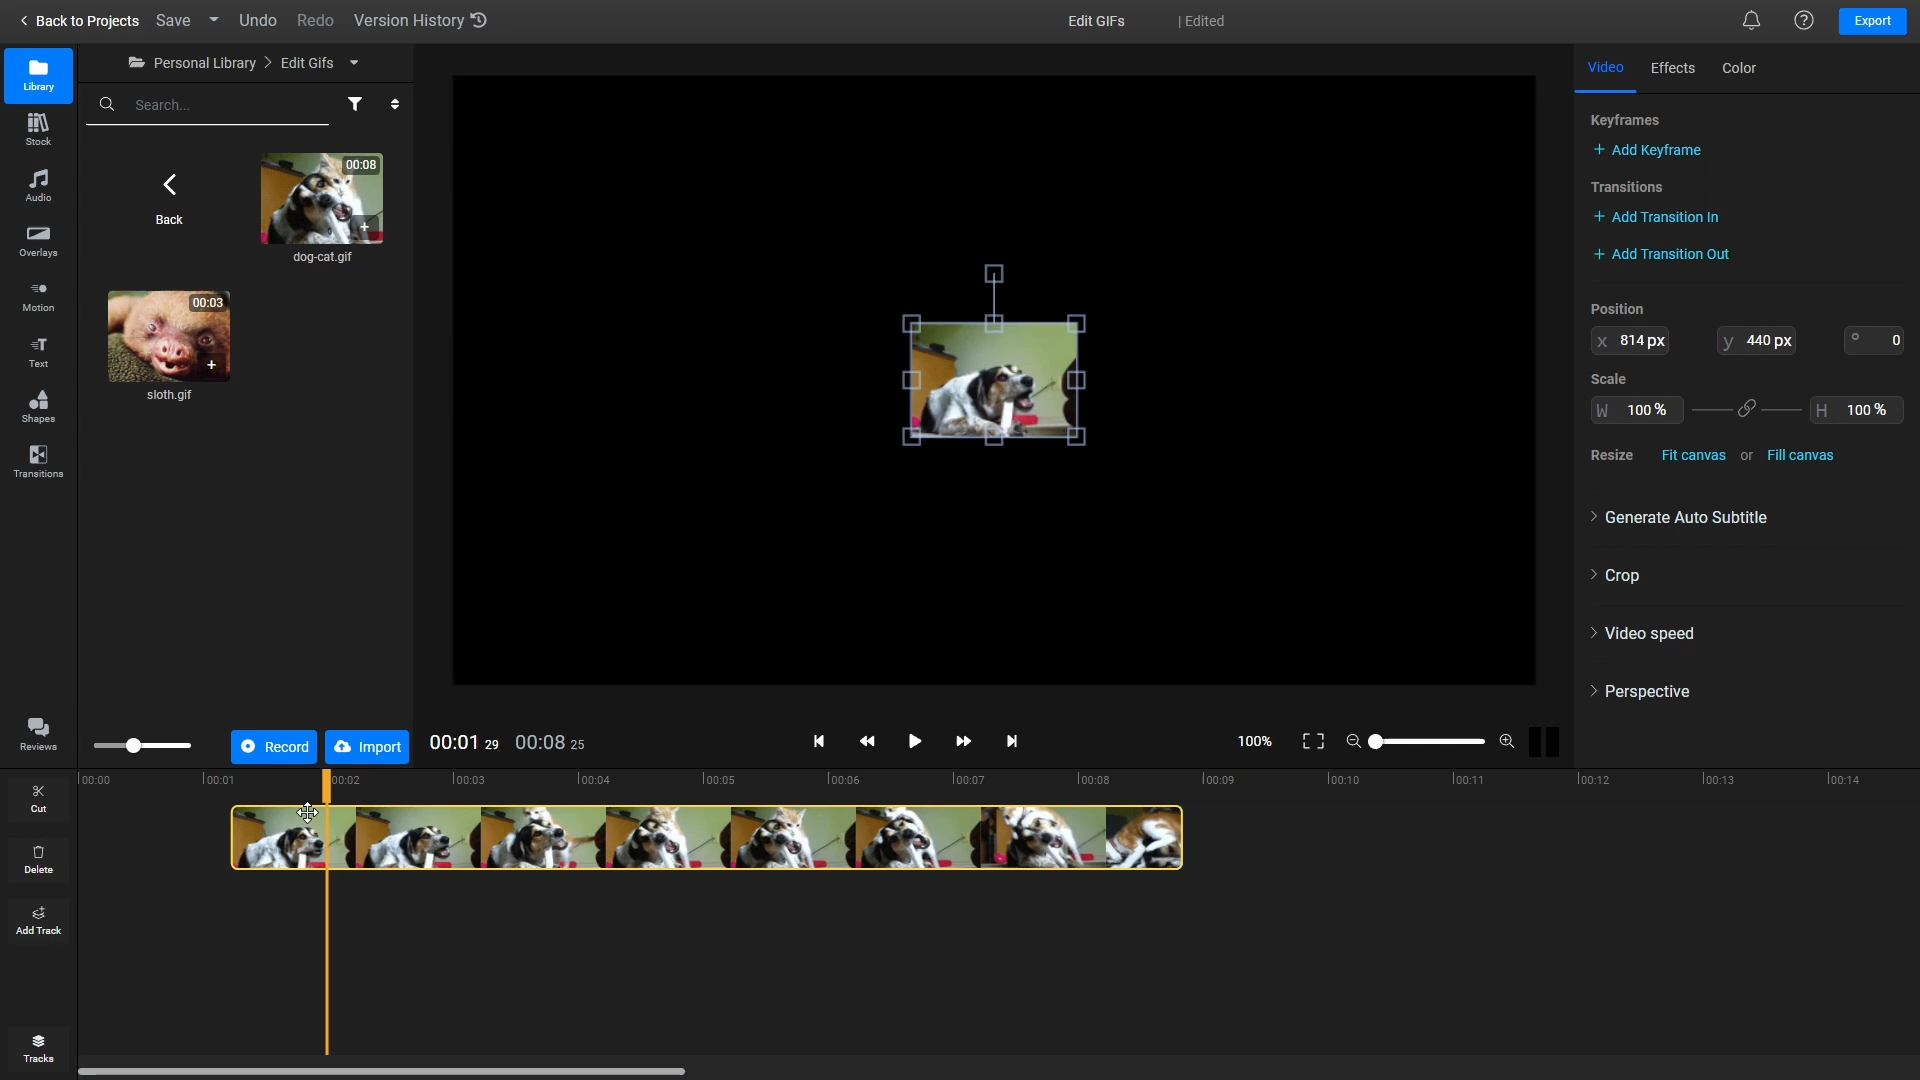 Back to Projects Save Undo Redo Version History Edit GIFs | Edited Export
Library
Stock
Audio
Overlays
Motion
Text
Shapes
Transitions
Reviews
Personal Library > Edit Gifs
Search...
Back
00:08
dog-cat.gif
00:03
sloth.gif
Record Import
00:01 29 00:08 25
100%
Video Effects Color
Keyframes
+ Add Keyframe
Transitions
+ Add Transition In
+ Add Transition Out
Position
x 814 px y 440 px ° 0
Scale
W 100 % H 100 %
Resize Fit canvas or Fill canvas
Generate Auto Subtitle
Crop
Video speed
Perspective
00:00 00:01 00:02 00:03 00:04 00:05 00:06 00:07 00:08 00:09 00:10 00:11 00:12 00:13 00:14
Cut
Delete
Add Track
Tracks